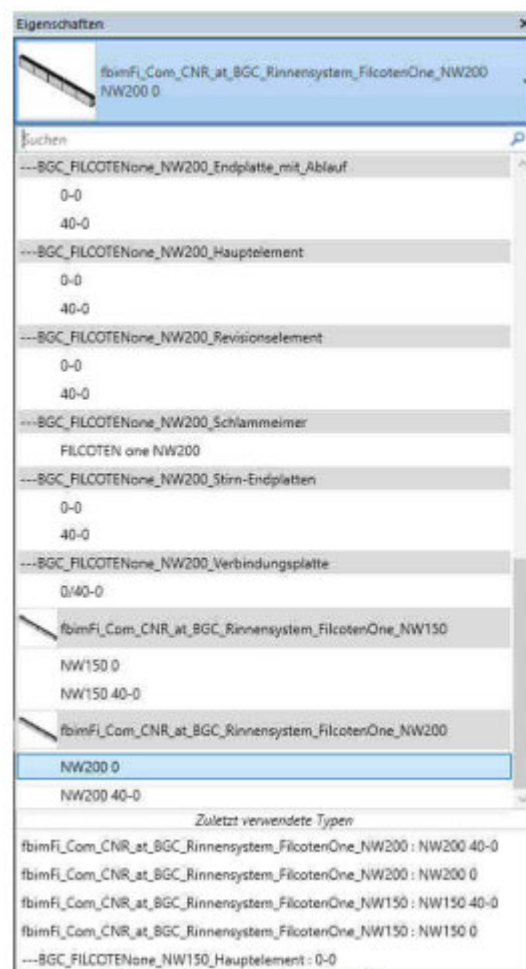 Eigenschaften
fbimFi_Com_CNR_at_BGC_Rinnensystem_FilcotenOne_NW200
NW200 0
Suchen
---BGC_FILCOTENone_NW200_Endplatte_mit_Ablauf
0-0
40-0
---BGC_FILCOTENone_NW200_Hauptelement
0-0
40-0
---BGC_FILCOTENone_NW200_Revisionselement
0-0
40-0
---BGC_FILCOTENone_NW200_Schlammeimer
FILCOTEN one NW200
---BGC_FILCOTENone_NW200_Stirn-Endplatten
0-0
40-0
---BGC_FILCOTENone_NW200_Verbindungsplatte
0/40-0
fbimFi_Com_CNR_at_BGC_Rinnensystem_FilcotenOne_NW150
NW150 0
NW150 40-0
fbimFi_Com_CNR_at_BGC_Rinnensystem_FilcotenOne_NW200
NW200 0
NW200 40-0
Zuletzt verwendete Typen
fbimFi_Com_CNR_at_BGC_Rinnensystem_FilcotenOne_NW200 : NW200 40-0
fbimFi_Com_CNR_at_BGC_Rinnensystem_FilcotenOne_NW200 : NW200 0
fbimFi_Com_CNR_at_BGC_Rinnensystem_FilcotenOne_NW150 : NW150 40-0
fbimFi_Com_CNR_at_BGC_Rinnensystem_FilcotenOne_NW150 : NW150 0
---BGC_FILCOTENone_NW150_Hauptelement : 0-0